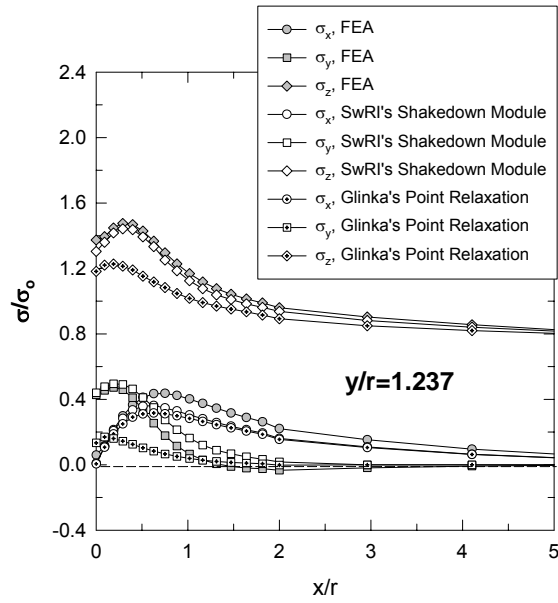 σx, FEA
σy, FEA
σz, FEA
σx, SwRI's Shakedown Module
σy, SwRI's Shakedown Module
σz, SwRI's Shakedown Module
σx, Glinka's Point Relaxation
σy, Glinka's Point Relaxation
σz, Glinka's Point Relaxation
2.4
2.0
1.6
1.2
0.8
0.4
0.0
-0.4
σ/σo
y/r=1.237
0 1 2 3 4 5
x/r